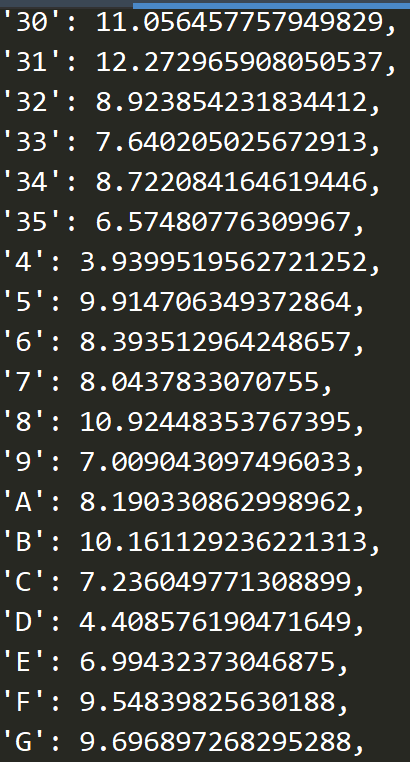 '30': 11.056457757949829,
'31': 12.272965908050537,
'32': 8.923854231834412,
'33': 7.640205025672913,
'34': 8.722084164619446,
'35': 6.57480776309967,
'4': 3.9399519562721252,
'5': 9.914706349372864,
'6': 8.393512964248657,
'7': 8.0437833070755,
'8': 10.92448353767395,
'9': 7.009043097496033,
'A': 8.190330862998962,
'B': 10.161129236221313,
'C': 7.236049771308899,
'D': 4.408576190471649,
'E': 6.99432373046875,
'F': 9.54839825630188,
'G': 9.696897268295288,